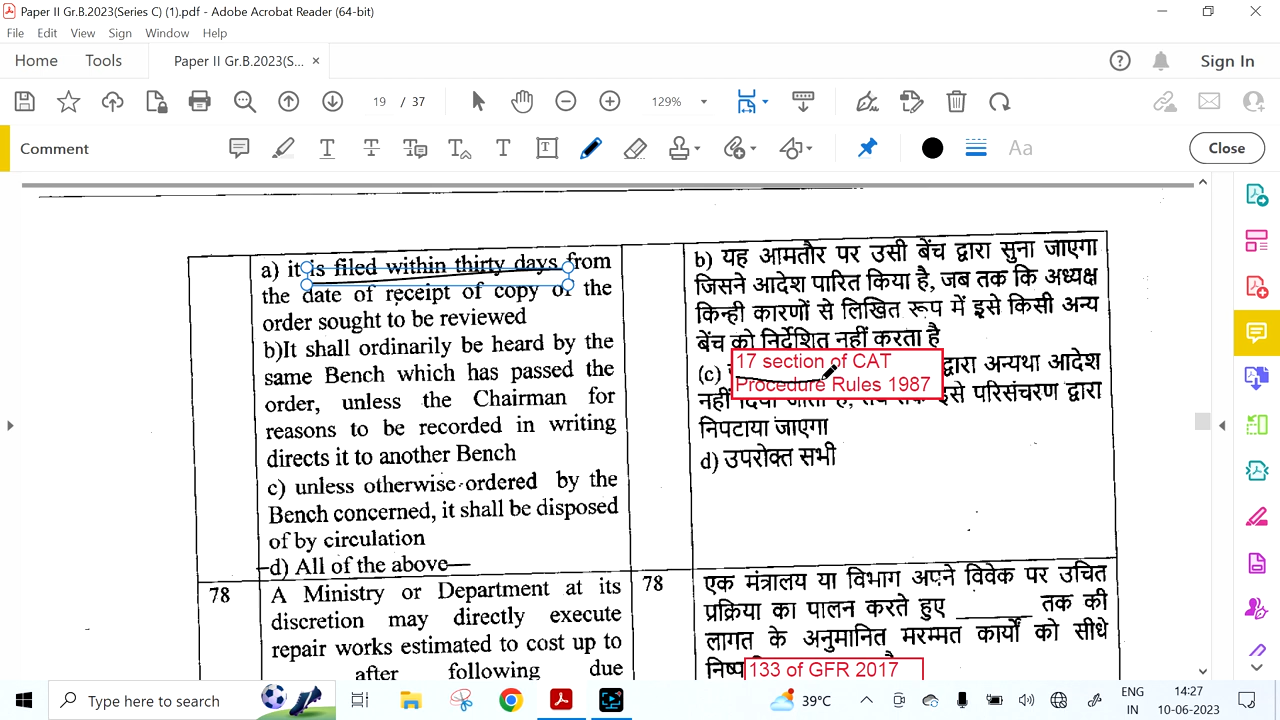 Paper II Gr.B.2023(Series C) (1).pdf - Adobe Acrobat Reader (64-bit)
File Edit View Sign Window Help
Home Tools Paper II Gr.B.2023(S... × Sign In
19 / 37 129%
Comment Aa Close
a) it is filed within thirty days from
the date of receipt of copy of the
order sought to be reviewed
b)It shall ordinarily be heard by the
same Bench which has passed the
order, unless the Chairman for
reasons to be recorded in writing
directs it to another Bench
c) unless otherwise ordered by the
Bench concerned, it shall be disposed
of by circulation
d) All of the above
b) यह आमतौर पर उसी बेंच द्वारा सुना जाएगा
जिसने आदेश पारित किया है, जब तक कि अध्यक्ष
किन्ही कारणों से लिखित रूप में इसे किसी अन्य
बेंच को निर्देशित नहीं करता है
17 section of CAT
Procedure Rules 1987
(c) द्वारा अन्यथा आदेश
नहीं दिया जाता है, इसे परिसंचरण द्वारा
निपटाया जाएगा
d) उपरोक्त सभी
78
A Ministry or Department at its
discretion may directly execute
repair works estimated to cost up to
after following due
78
एक मंत्रालय या विभाग अपने विवेक पर उचित
प्रक्रिया का पालन करते हुए ________ तक की
लागत के अनुमानित मरम्मत कार्यों को सीधे
133 of GFR 2017
Type here to search 39°C ENG 14:27
IN 10-06-2023